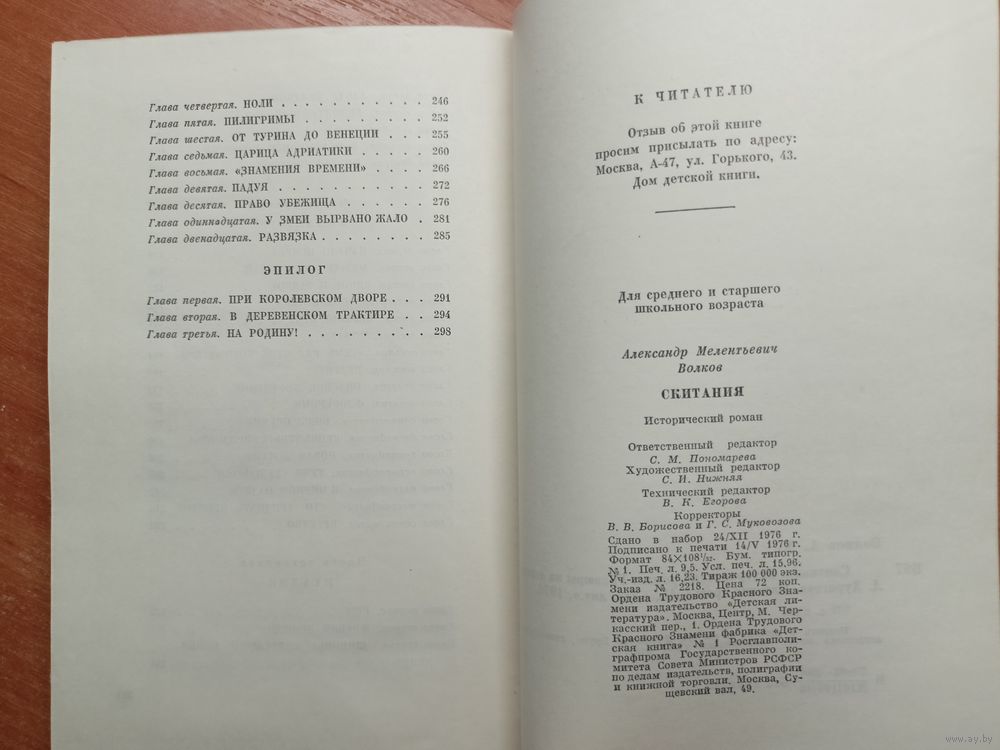 Глава четвертая. НОЛИ . . . . . . . . . . . 246
Глава пятая. ПИЛИГРИМЫ . . . . . . . . . 252
Глава шестая. ОТ ТУРИНА ДО ВЕНЕЦИИ . . . . 255
Глава седьмая. ЦАРИЦА АДРИАТИКИ . . . . . 260
Глава восьмая. «ЗНАМЕНИЯ ВРЕМЕНИ» . . . . . 266
Глава девятая. ПАДУЯ . . . . . . . . . . . 272
Глава десятая. ПРАВО УБЕЖИЩА . . . . . . . 276
Глава одиннадцатая. У ЗМЕИ ВЫРВАНО ЖАЛО . 281
Глава двенадцатая. РАЗВЯЗКА . . . . . . . . 285
ЭПИЛОГ
Глава первая. ПРИ КОРОЛЕВСКОМ ДВОРЕ . . . 291
Глава вторая. В ДЕРЕВЕНСКОМ ТРАКТИРЕ . . . 294
Глава третья. НА РОДИНУ! . . . . . . . . . 298
К ЧИТАТЕЛЮ
Отзыв об этой книге
просим присылать по адресу:
Москва, А-47, ул. Горького, 43.
Дом детской книги.
Для среднего и старшего
школьного возраста
Александр Мелентьевич
Волков
СКИТАНИЯ
Исторический роман
Ответственный редактор
С. М. Пономарева
Художественный редактор
С. И. Нижняя
Технический редактор
В. К. Егорова
Корректоры
В. В. Борисова и Г. С. Муковозова
Сдано в набор 24/XII 1976 г.
Подписано к печати 14/V 1976 г.
Формат 84×108¹/₃₂. Бум. типогр.
№ 1. Печ. л. 9,5. Усл. печ. л. 15,96.
Уч.-изд. л. 16,23. Тираж 100 000 экз.
Заказ № 2218. Цена 72 коп.
Ордена Трудового Красного Зна-
мени издательство «Детская ли-
тература». Москва, Центр, М. Чер-
касский пер., 1. Ордена Трудового
Красного Знамени фабрика «Дет-
ская книга» № 1 Росглавполи-
графпрома Государственного ко-
митета Совета Министров РСФСР
по делам издательств, полиграфии
и книжной торговли. Москва, Су-
щевский вал, 49.
www.ay.by